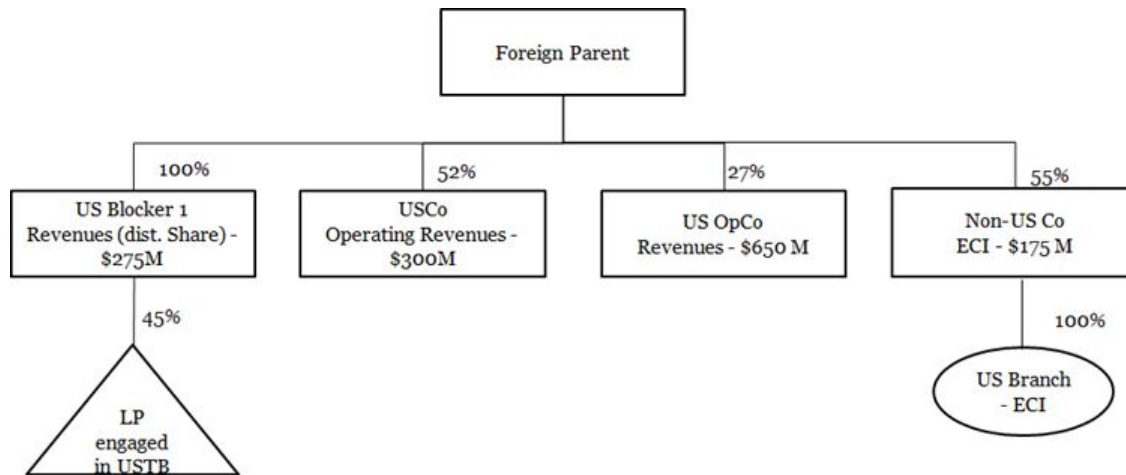 Foreign Parent
100%
52%
27%
55%
US Blocker 1
Revenues (dist. Share) -
$275M
USCo
Operating Revenues -
$300M
US OpCo
Revenues - $650 M
Non-US Co
ECI - $175 M
45%
100%
LP
engaged
in USTB
US Branch
- ECI